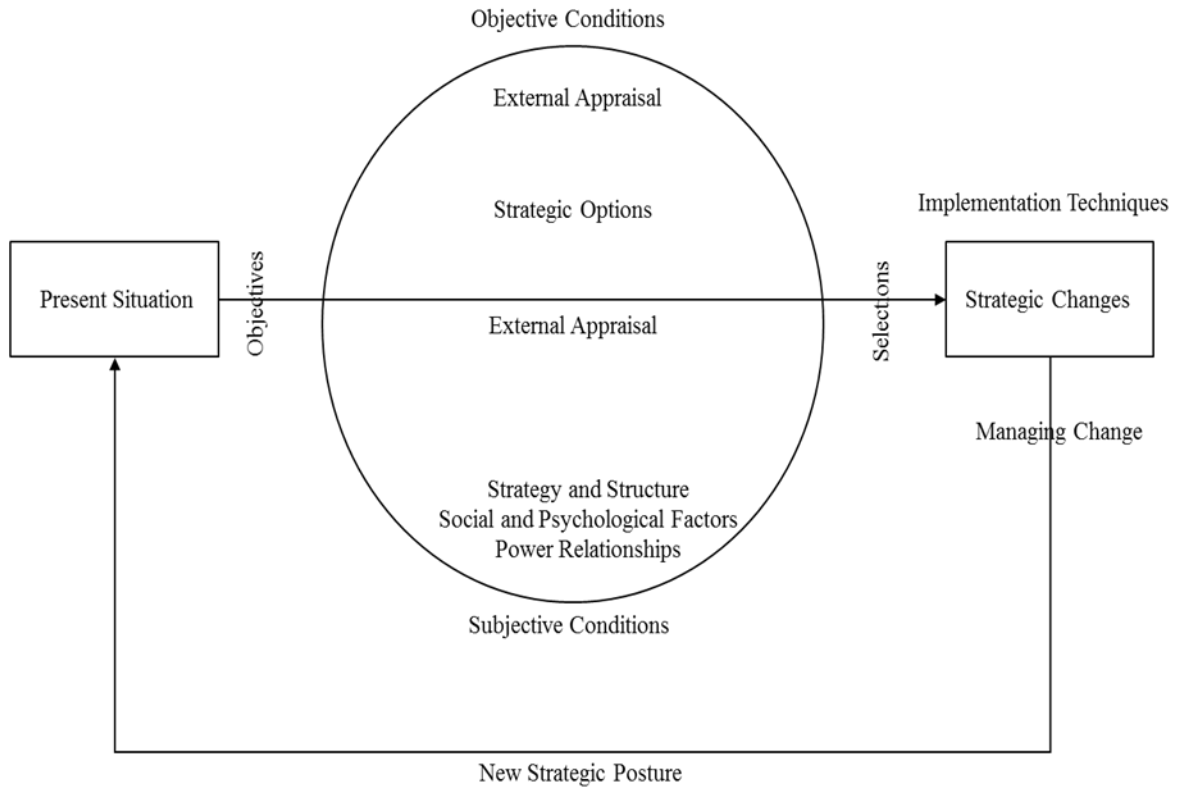 Objective Conditions
External Appraisal
Strategic Options
Implementation Techniques
Present Situation
Objectives
External Appraisal
Selections
Strategic Changes
Managing Change
Strategy and Structure
Social and Psychological Factors
Power Relationships
Subjective Conditions
New Strategic Posture